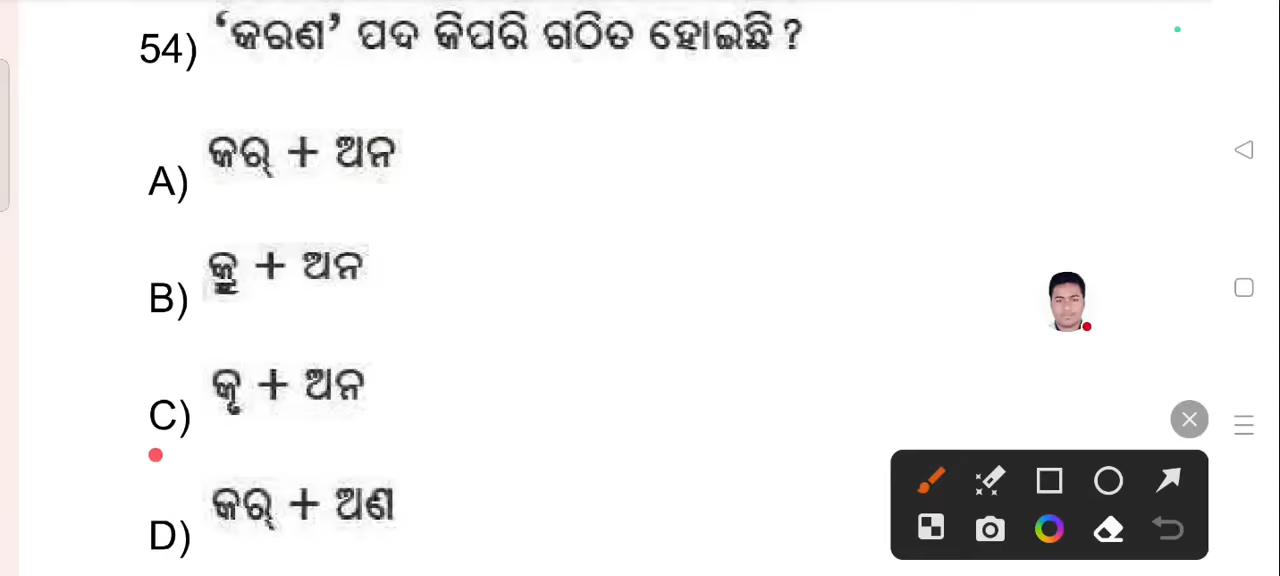 54) ‘କରଣ’ ପଦ କିପରି ଗଠିତ ହୋଇଛି ?
A) କର୍ + ଅନ
B) କ୍ରୁ + ଅନ
C) କୃ + ଅନ
D) କର୍ + ଅଣ